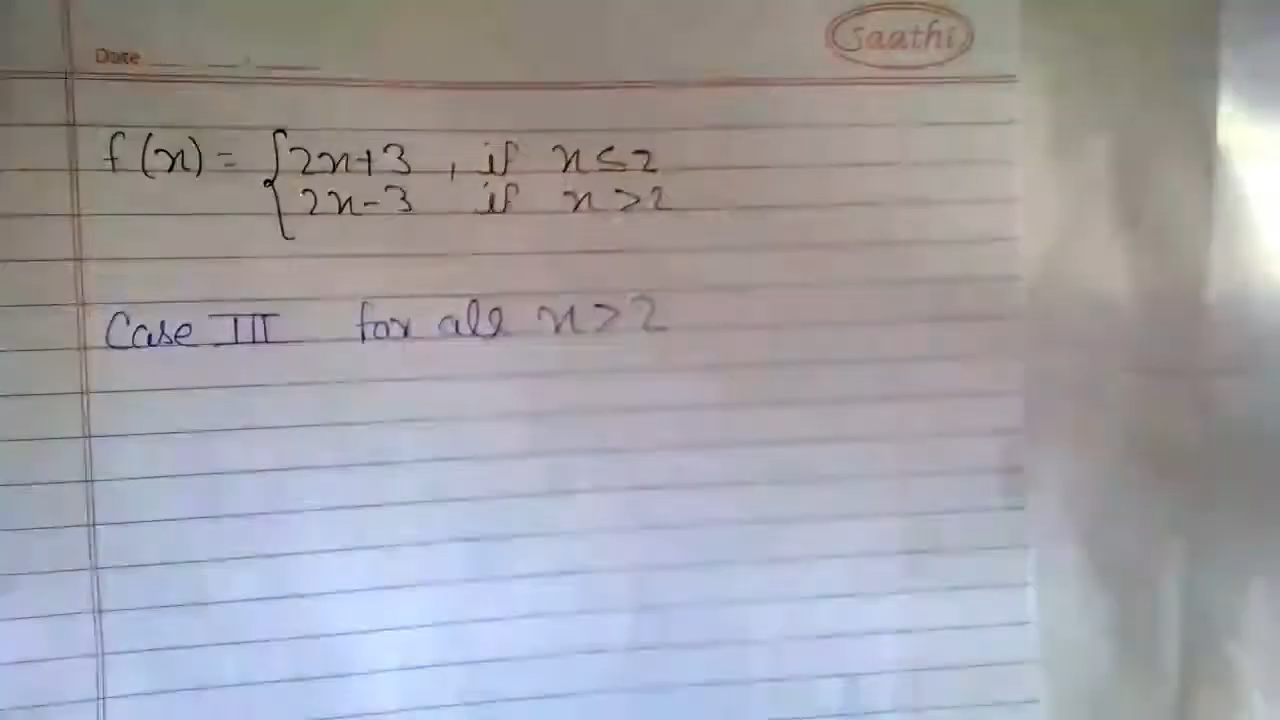 Date
Saathi
f(x) = { 2x+3 , if x ≤ 2
2x-3 if x > 2
Case III for all x > 2